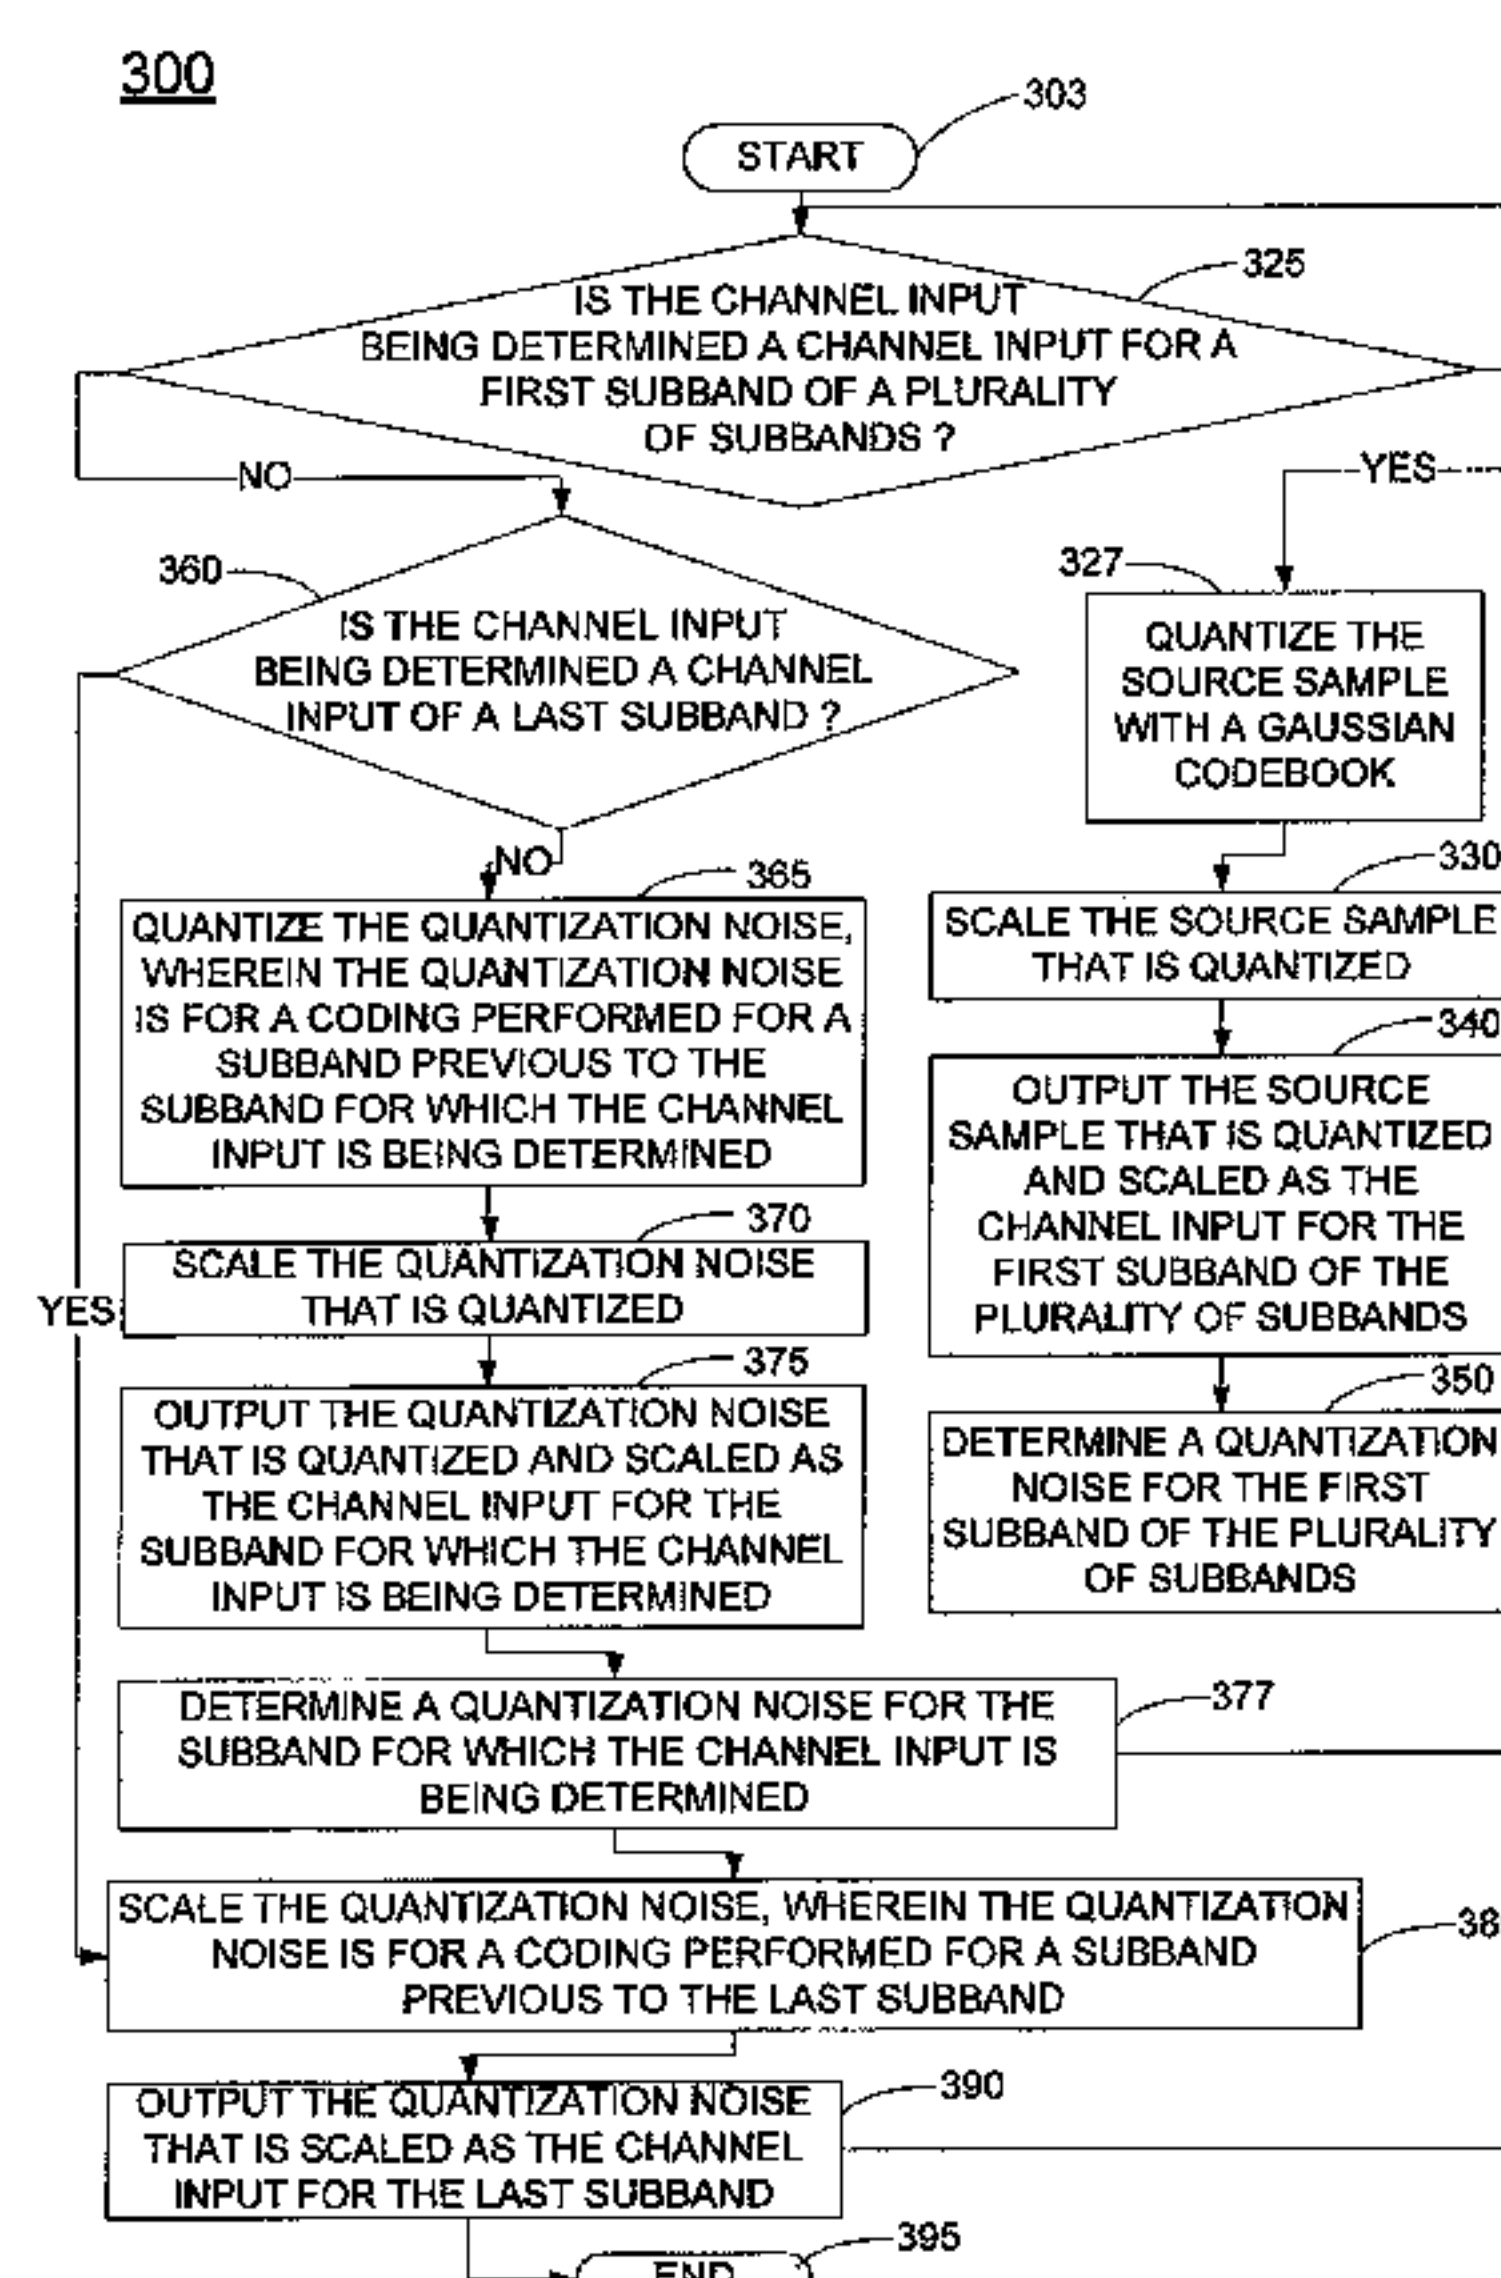 300
303
START
325
IS THE CHANNEL INPUT
BEING DETERMINED A CHANNEL INPUT FOR A
FIRST SUBBAND OF A PLURALITY
OF SUBBANDS ?
NO
YES
360
IS THE CHANNEL INPUT
BEING DETERMINED A CHANNEL
INPUT OF A LAST SUBBAND ?
327
QUANTIZE THE
SOURCE SAMPLE
WITH A GAUSSIAN
CODEBOOK
NO
365
QUANTIZE THE QUANTIZATION NOISE,
WHEREIN THE QUANTIZATION NOISE
IS FOR A CODING PERFORMED FOR A
SUBBAND PREVIOUS TO THE
SUBBAND FOR WHICH THE CHANNEL
INPUT IS BEING DETERMINED
330
SCALE THE SOURCE SAMPLE
THAT IS QUANTIZED
340
OUTPUT THE SOURCE
SAMPLE THAT IS QUANTIZED
AND SCALED AS THE
CHANNEL INPUT FOR THE
FIRST SUBBAND OF THE
PLURALITY OF SUBBANDS
370
SCALE THE QUANTIZATION NOISE
THAT IS QUANTIZED
YES
375
OUTPUT THE QUANTIZATION NOISE
THAT IS QUANTIZED AND SCALED AS
THE CHANNEL INPUT FOR THE
SUBBAND FOR WHICH THE CHANNEL
INPUT IS BEING DETERMINED
350
DETERMINE A QUANTIZATION
NOISE FOR THE FIRST
SUBBAND OF THE PLURALITY
OF SUBBANDS
377
DETERMINE A QUANTIZATION NOISE FOR THE
SUBBAND FOR WHICH THE CHANNEL INPUT IS
BEING DETERMINED
38
SCALE THE QUANTIZATION NOISE, WHEREIN THE QUANTIZATION
NOISE IS FOR A CODING PERFORMED FOR A SUBBAND
PREVIOUS TO THE LAST SUBBAND
390
OUTPUT THE QUANTIZATION NOISE
THAT IS SCALED AS THE CHANNEL
INPUT FOR THE LAST SUBBAND
395
END